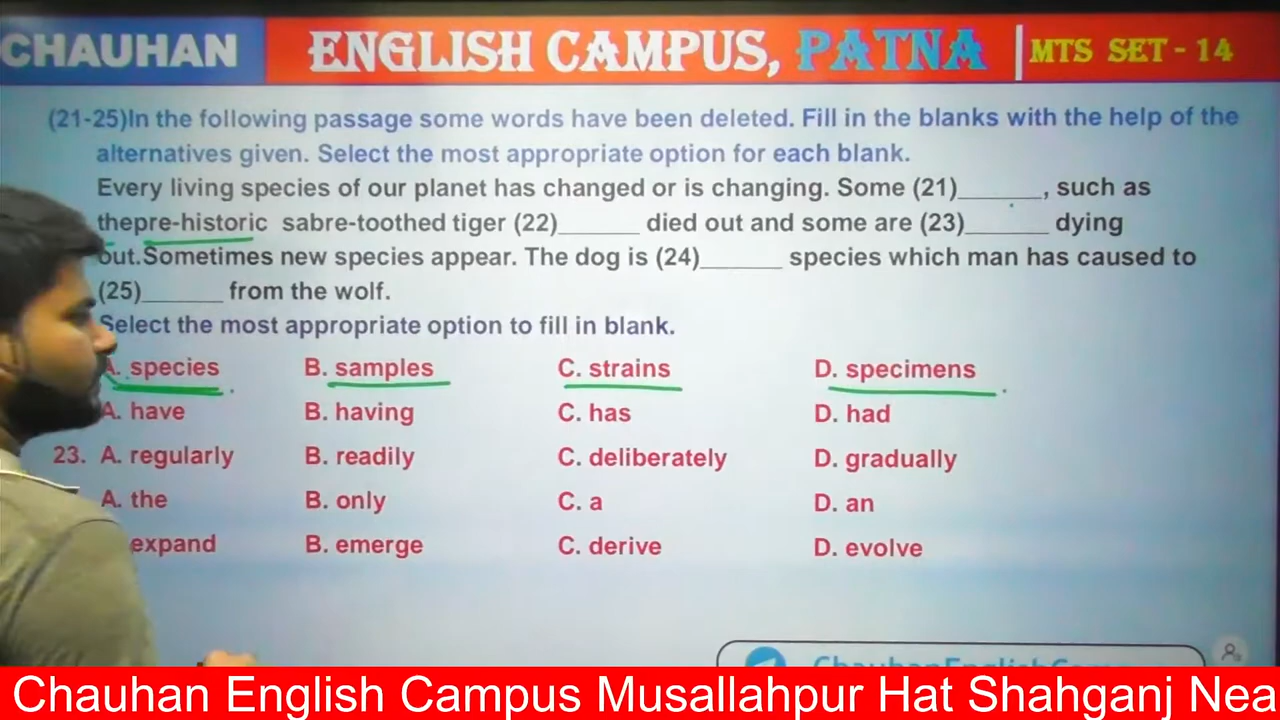 CHAUHAN ENGLISH CAMPUS, PATNA MTS SET - 14
(21-25)In the following passage some words have been deleted. Fill in the blanks with the help of the
alternatives given. Select the most appropriate option for each blank.
Every living species of our planet has changed or is changing. Some (21)______, such as
thepre-historic sabre-toothed tiger (22)______ died out and some are (23)______ dying
out.Sometimes new species appear. The dog is (24)______ species which man has caused to
(25)______ from the wolf.
Select the most appropriate option to fill in blank.
A. species B. samples C. strains D. specimens
A. have B. having C. has D. had
23. A. regularly B. readily C. deliberately D. gradually
A. the B. only C. a D. an
expand B. emerge C. derive D. evolve
Chauhan English Campus Musallahpur Hat Shahganj Nea